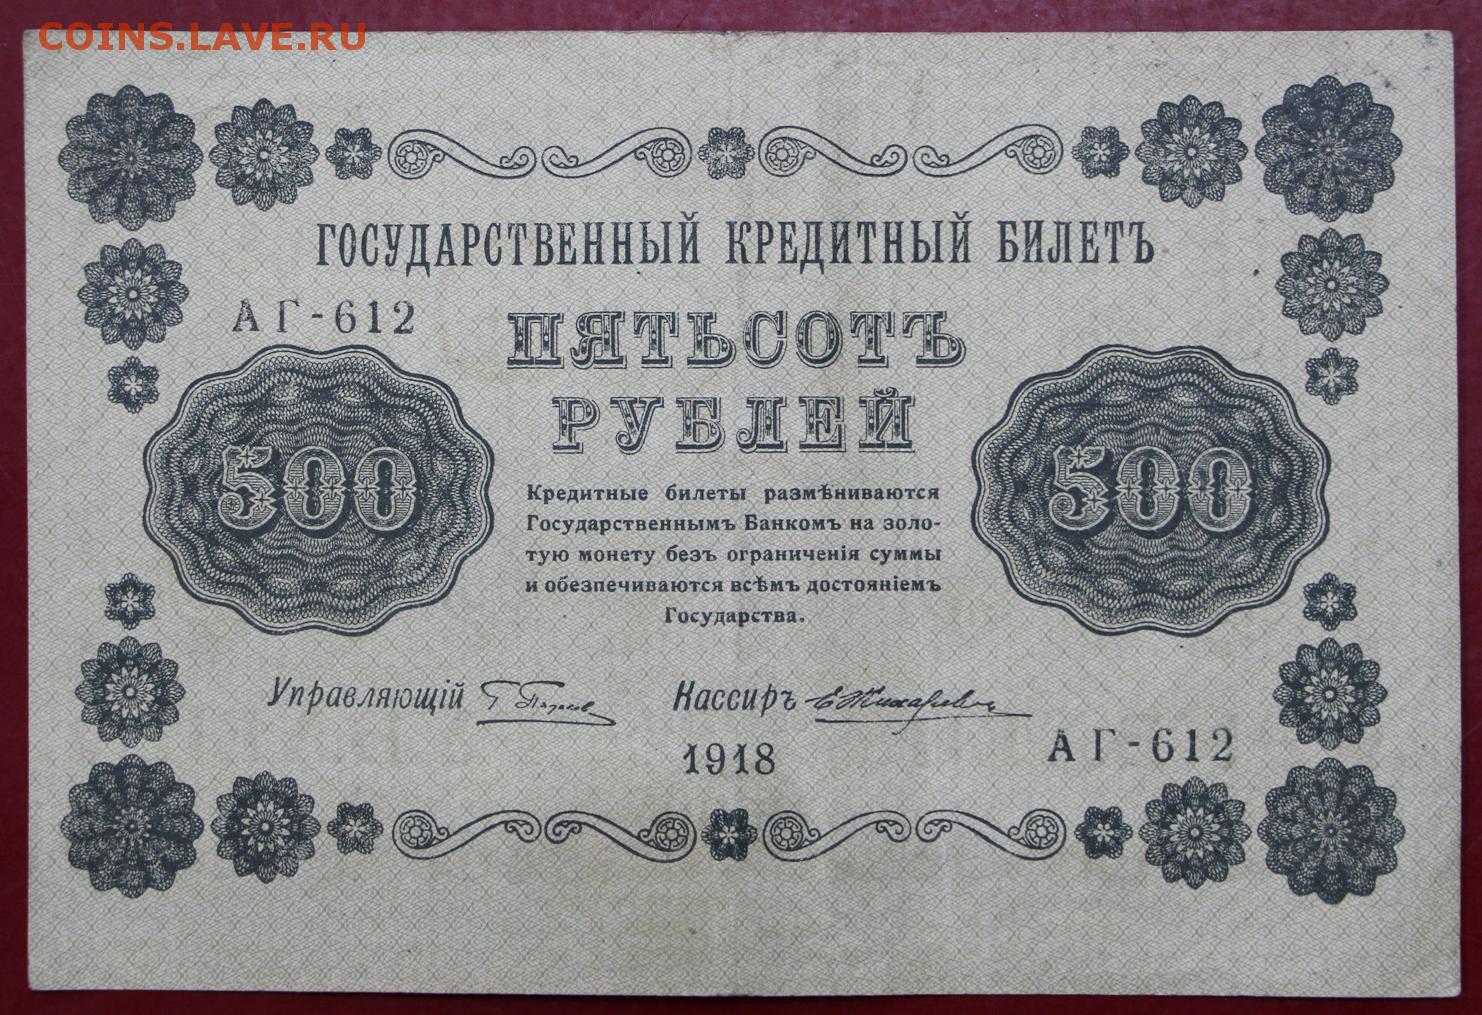 COINS.LAVE.RU
ГОСУДАРСТВЕННЫЙ КРЕДИТНЫЙ БИЛЕТЪ
АГ-612
ПЯТЬСОТЪ
РУБЛЕЙ
500
500
Кредитные билеты размѣниваются
Государственнымъ Банкомъ на золо-
тую монету безъ ограниченія суммы
и обезпечиваются всѣмъ достояніемъ
Государства.
Управляющій
Кассиръ
1918
АГ-612